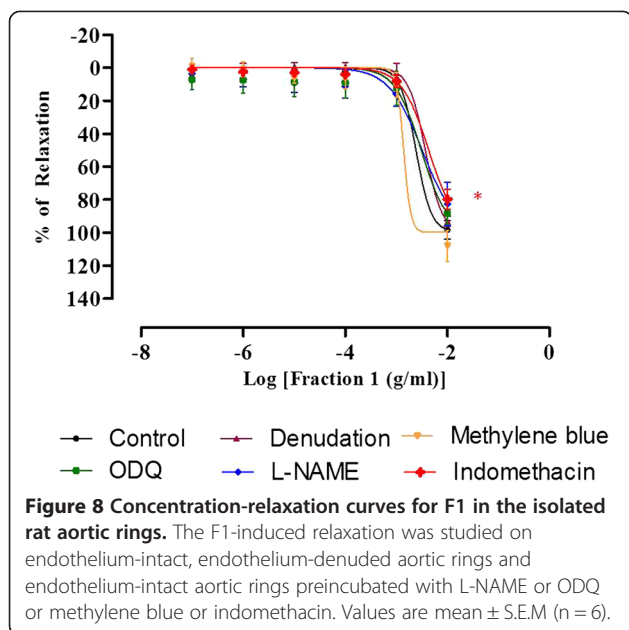 -20
0
20
40
60
80
100
120
140
% of Relaxation
*
-8 -6 -4 -2 0
Log [Fraction 1 (g/ml)]
Control Denudation Methylene blue
ODQ L-NAME Indomethacin
Figure 8 Concentration-relaxation curves for F1 in the isolated
rat aortic rings. The F1-induced relaxation was studied on
endothelium-intact, endothelium-denuded aortic rings and
endothelium-intact aortic rings preincubated with L-NAME or ODQ
or methylene blue or indomethacin. Values are mean ± S.E.M (n = 6).